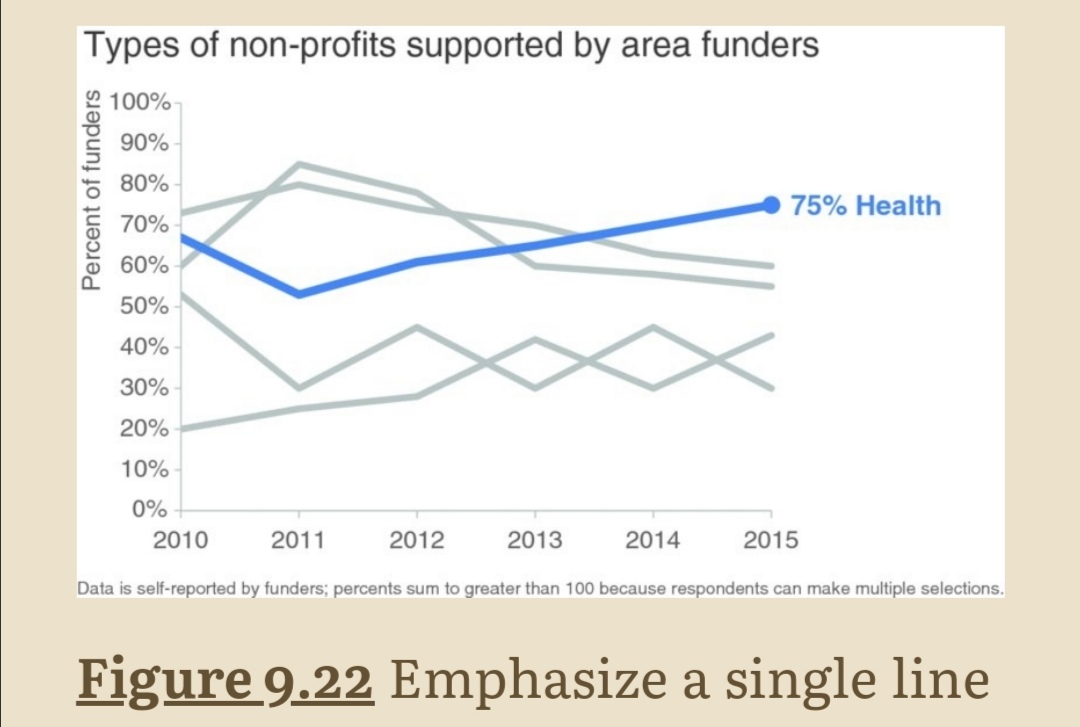 Types of non-profits supported by area funders
Percent of funders
100%
90%
80%
70%
60%
50%
40%
30%
20%
10%
0%
75% Health
2010 2011 2012 2013 2014 2015
Data is self-reported by funders; percents sum to greater than 100 because respondents can make multiple selections.
Figure 9.22 Emphasize a single line